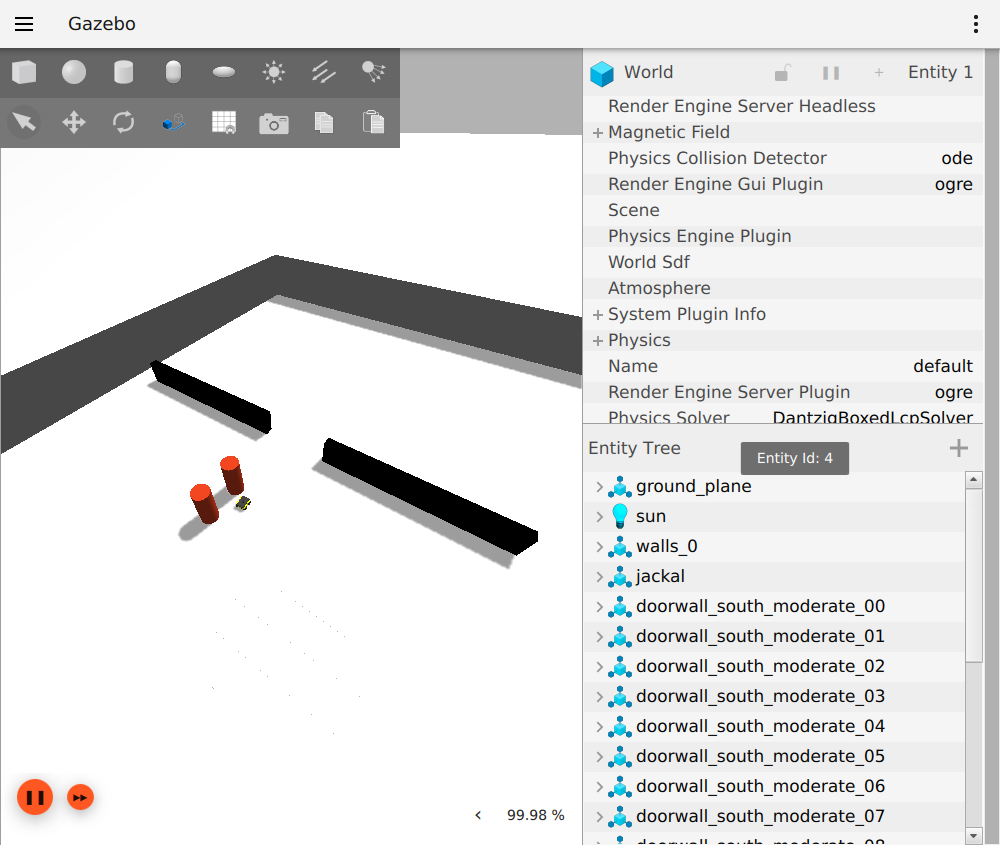 Gazebo
World
Entity 1
Render Engine Server Headless
Magnetic Field
Physics Collision Detector ode
Render Engine Gui Plugin ogre
Scene
Physics Engine Plugin
World Sdf
Atmosphere
System Plugin Info
Physics
Name default
Render Engine Server Plugin ogre
Physics Solver DantzigBoxedLcpSolver
Entity Tree
Entity Id: 4
ground_plane
sun
walls_0
jackal
doorwall_south_moderate_00
doorwall_south_moderate_01
doorwall_south_moderate_02
doorwall_south_moderate_03
doorwall_south_moderate_04
doorwall_south_moderate_05
doorwall_south_moderate_06
doorwall_south_moderate_07
99.98 %